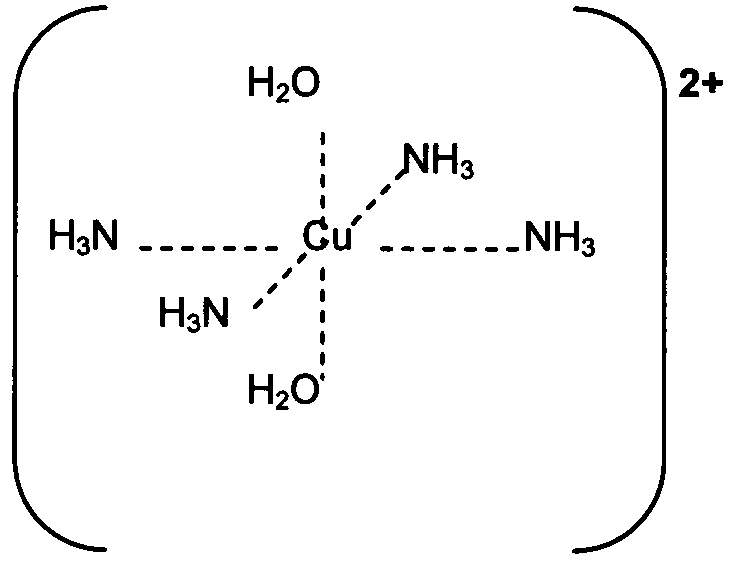 2+
H₂O
NH₃
H₃N Cu NH₃
H₃N
H₂O